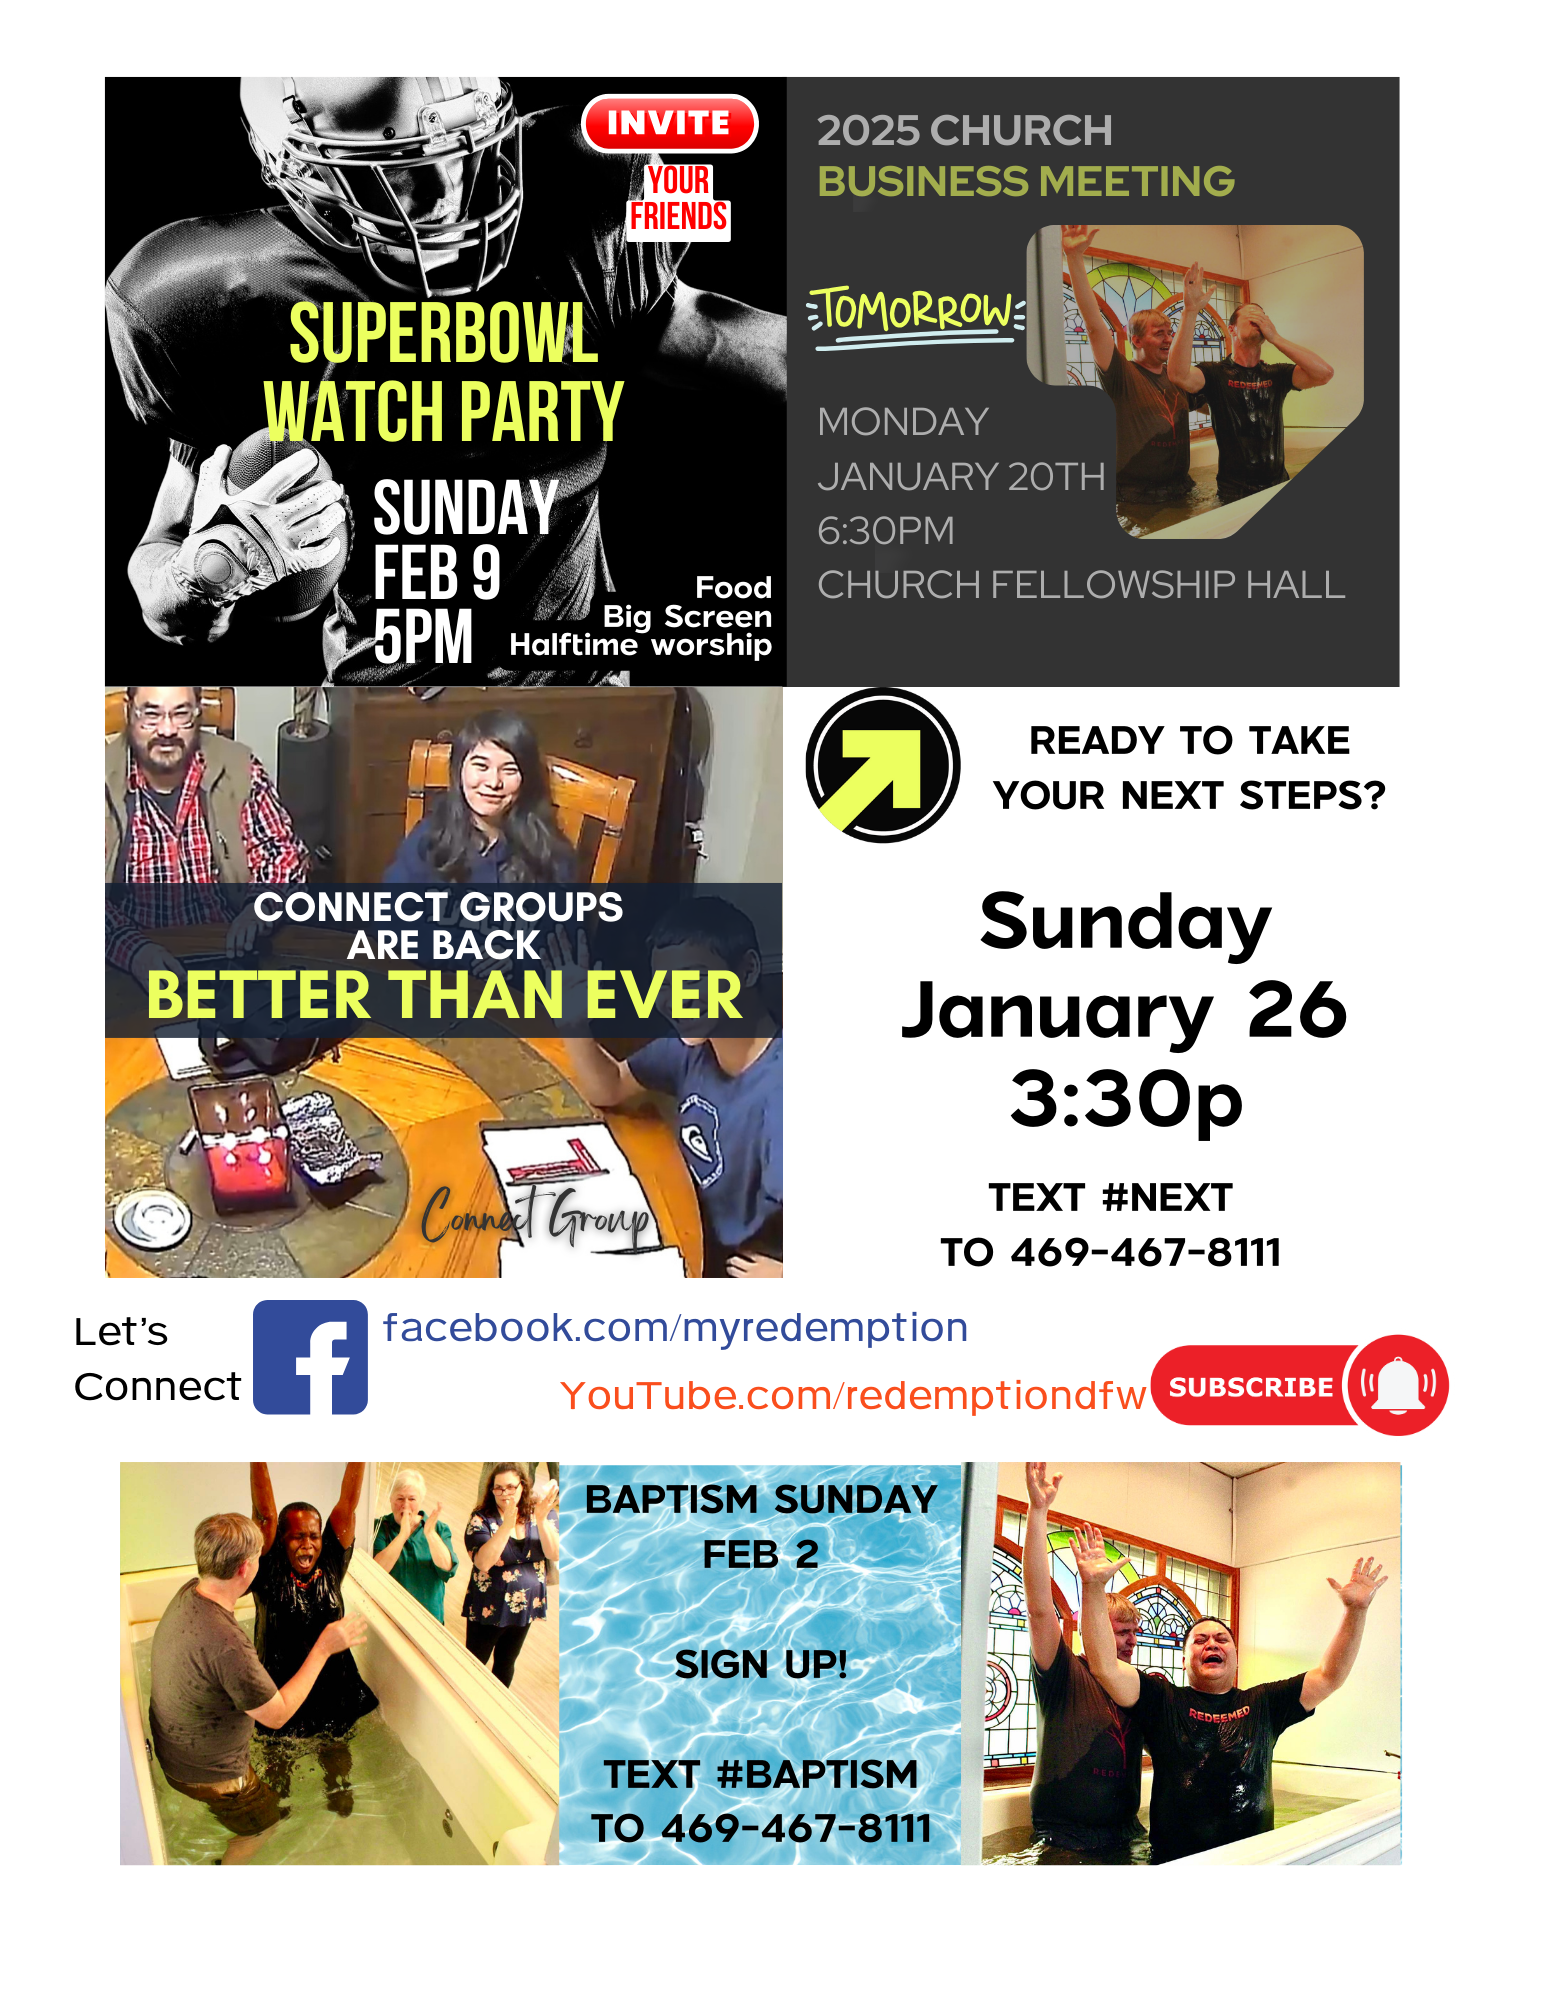 INVITE
YOUR
FRIENDS
SUPERBOWL
WATCH PARTY
SUNDAY
FEB 9
5PM
Food
Big Screen
Halftime worship
2025 CHURCH
BUSINESS MEETING
TOMORROW
REDEEMED
MONDAY
JANUARY 20TH
6:30PM
CHURCH FELLOWSHIP HALL
CONNECT GROUPS
ARE BACK
BETTER THAN EVER
Connect Group
READY TO TAKE
YOUR NEXT STEPS?
Sunday
January 26
3:30p
TEXT #NEXT
TO 469-467-8111
Let's
Connect
facebook.com/myredemption
YouTube.com/redemptiondfw
SUBSCRIBE
BAPTISM SUNDAY
FEB 2
SIGN UP!
TEXT #BAPTISM
TO 469-467-8111
REDEEMED